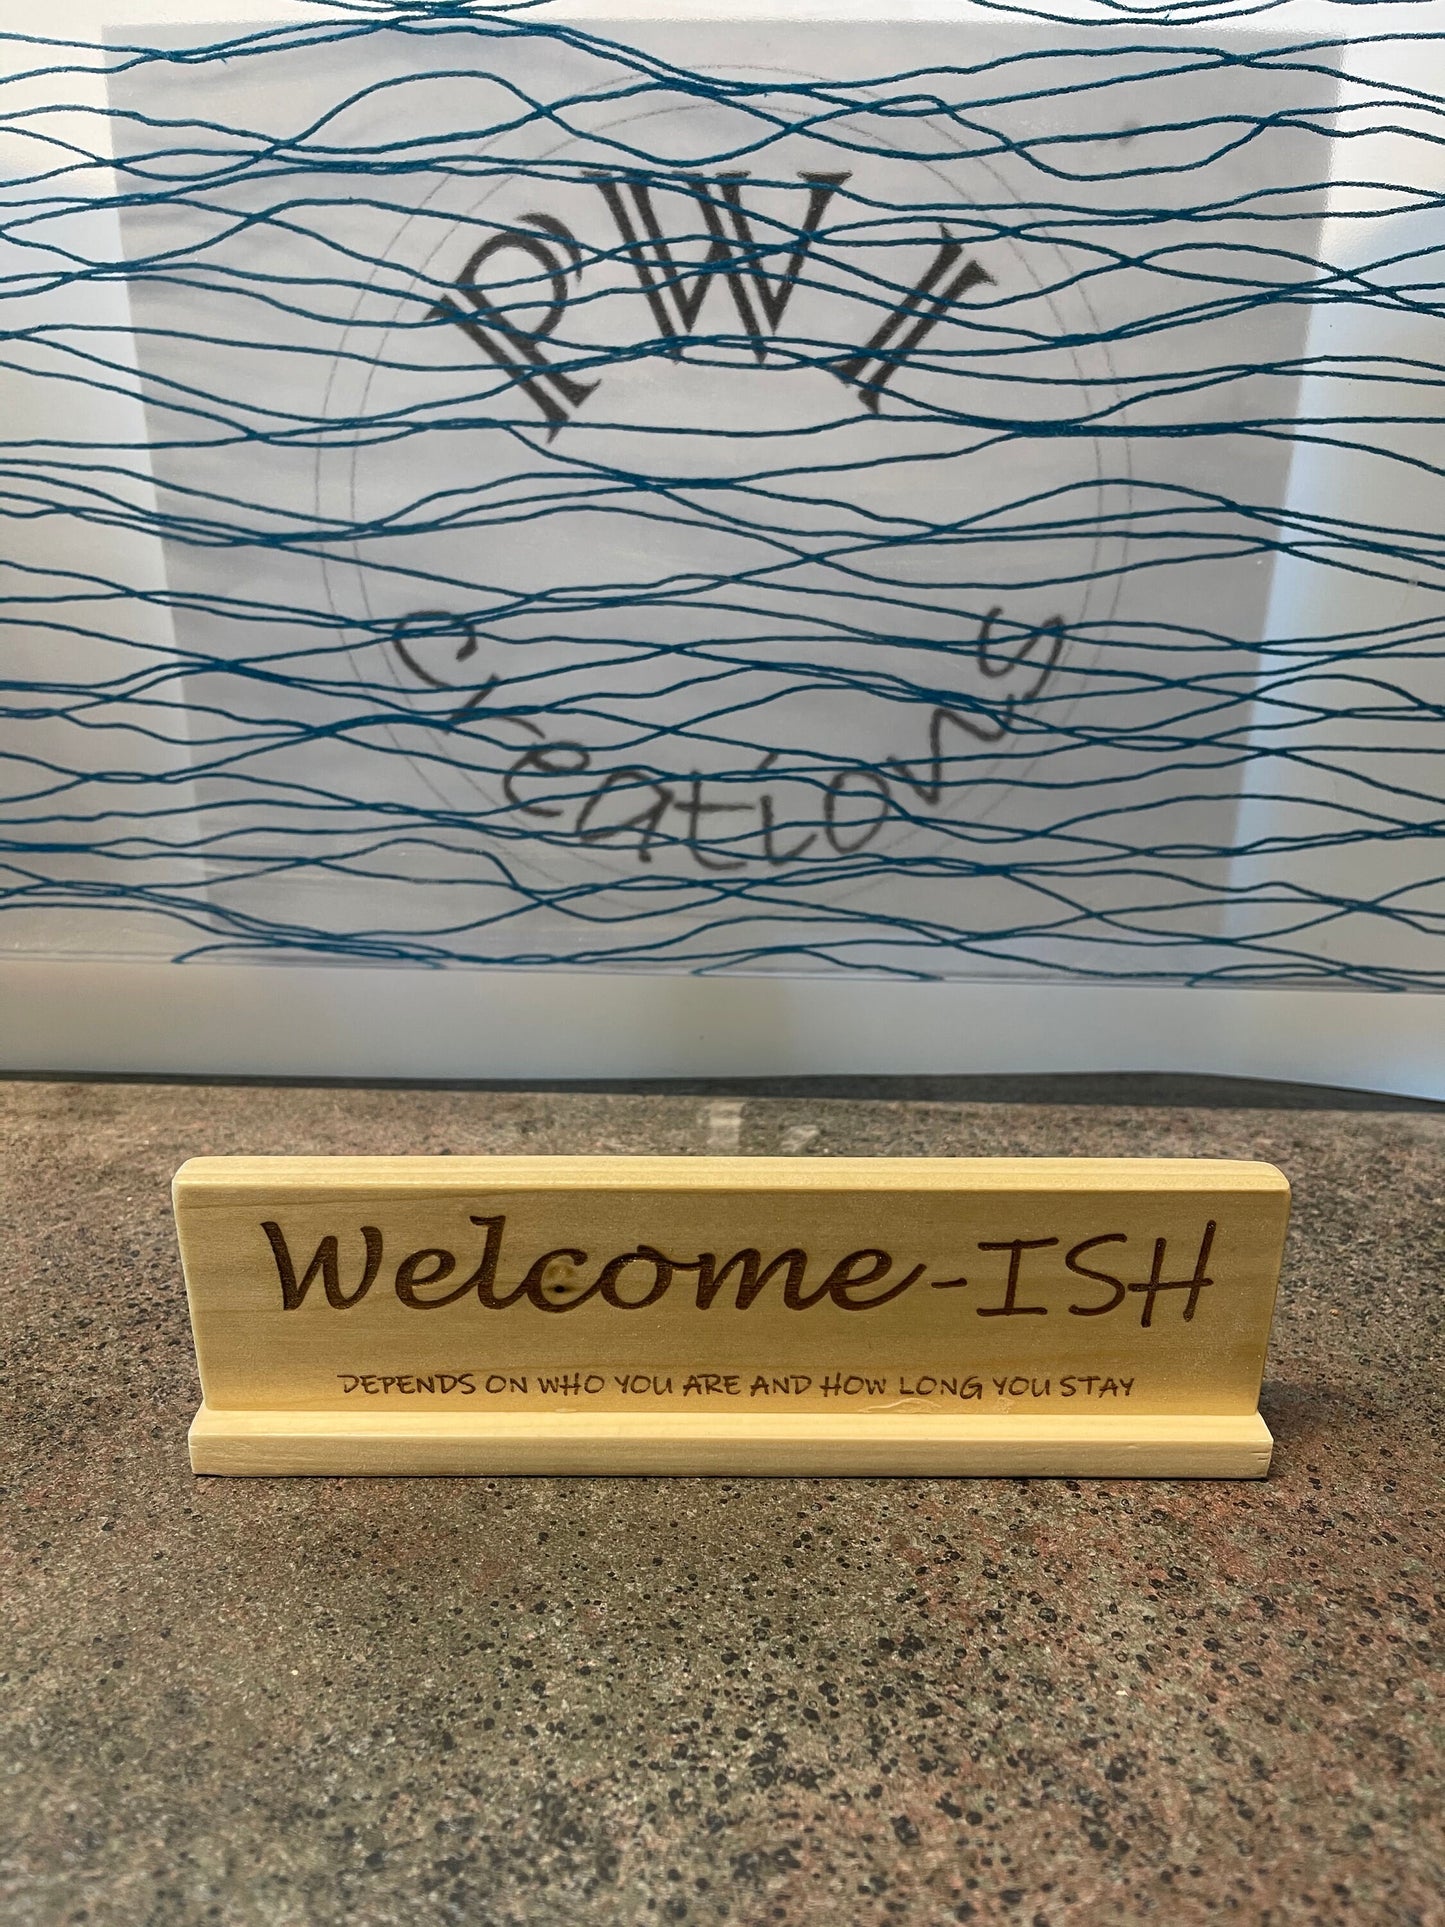 PWI
Creations
Welcome-ISH
DEPENDS ON WHO YOU ARE AND HOW LONG YOU STAY